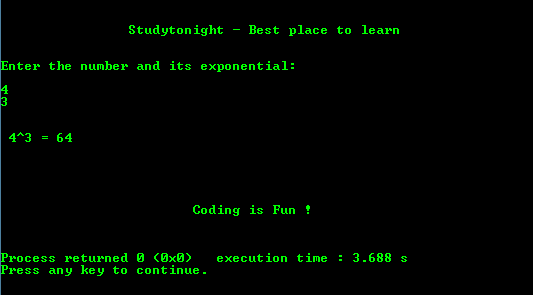 Studytonight - Best place to learn
Enter the number and its exponential:
4
3
4^3 = 64
Coding is Fun !
Process returned 0 (0x0)   execution time : 3.688 s
Press any key to continue.